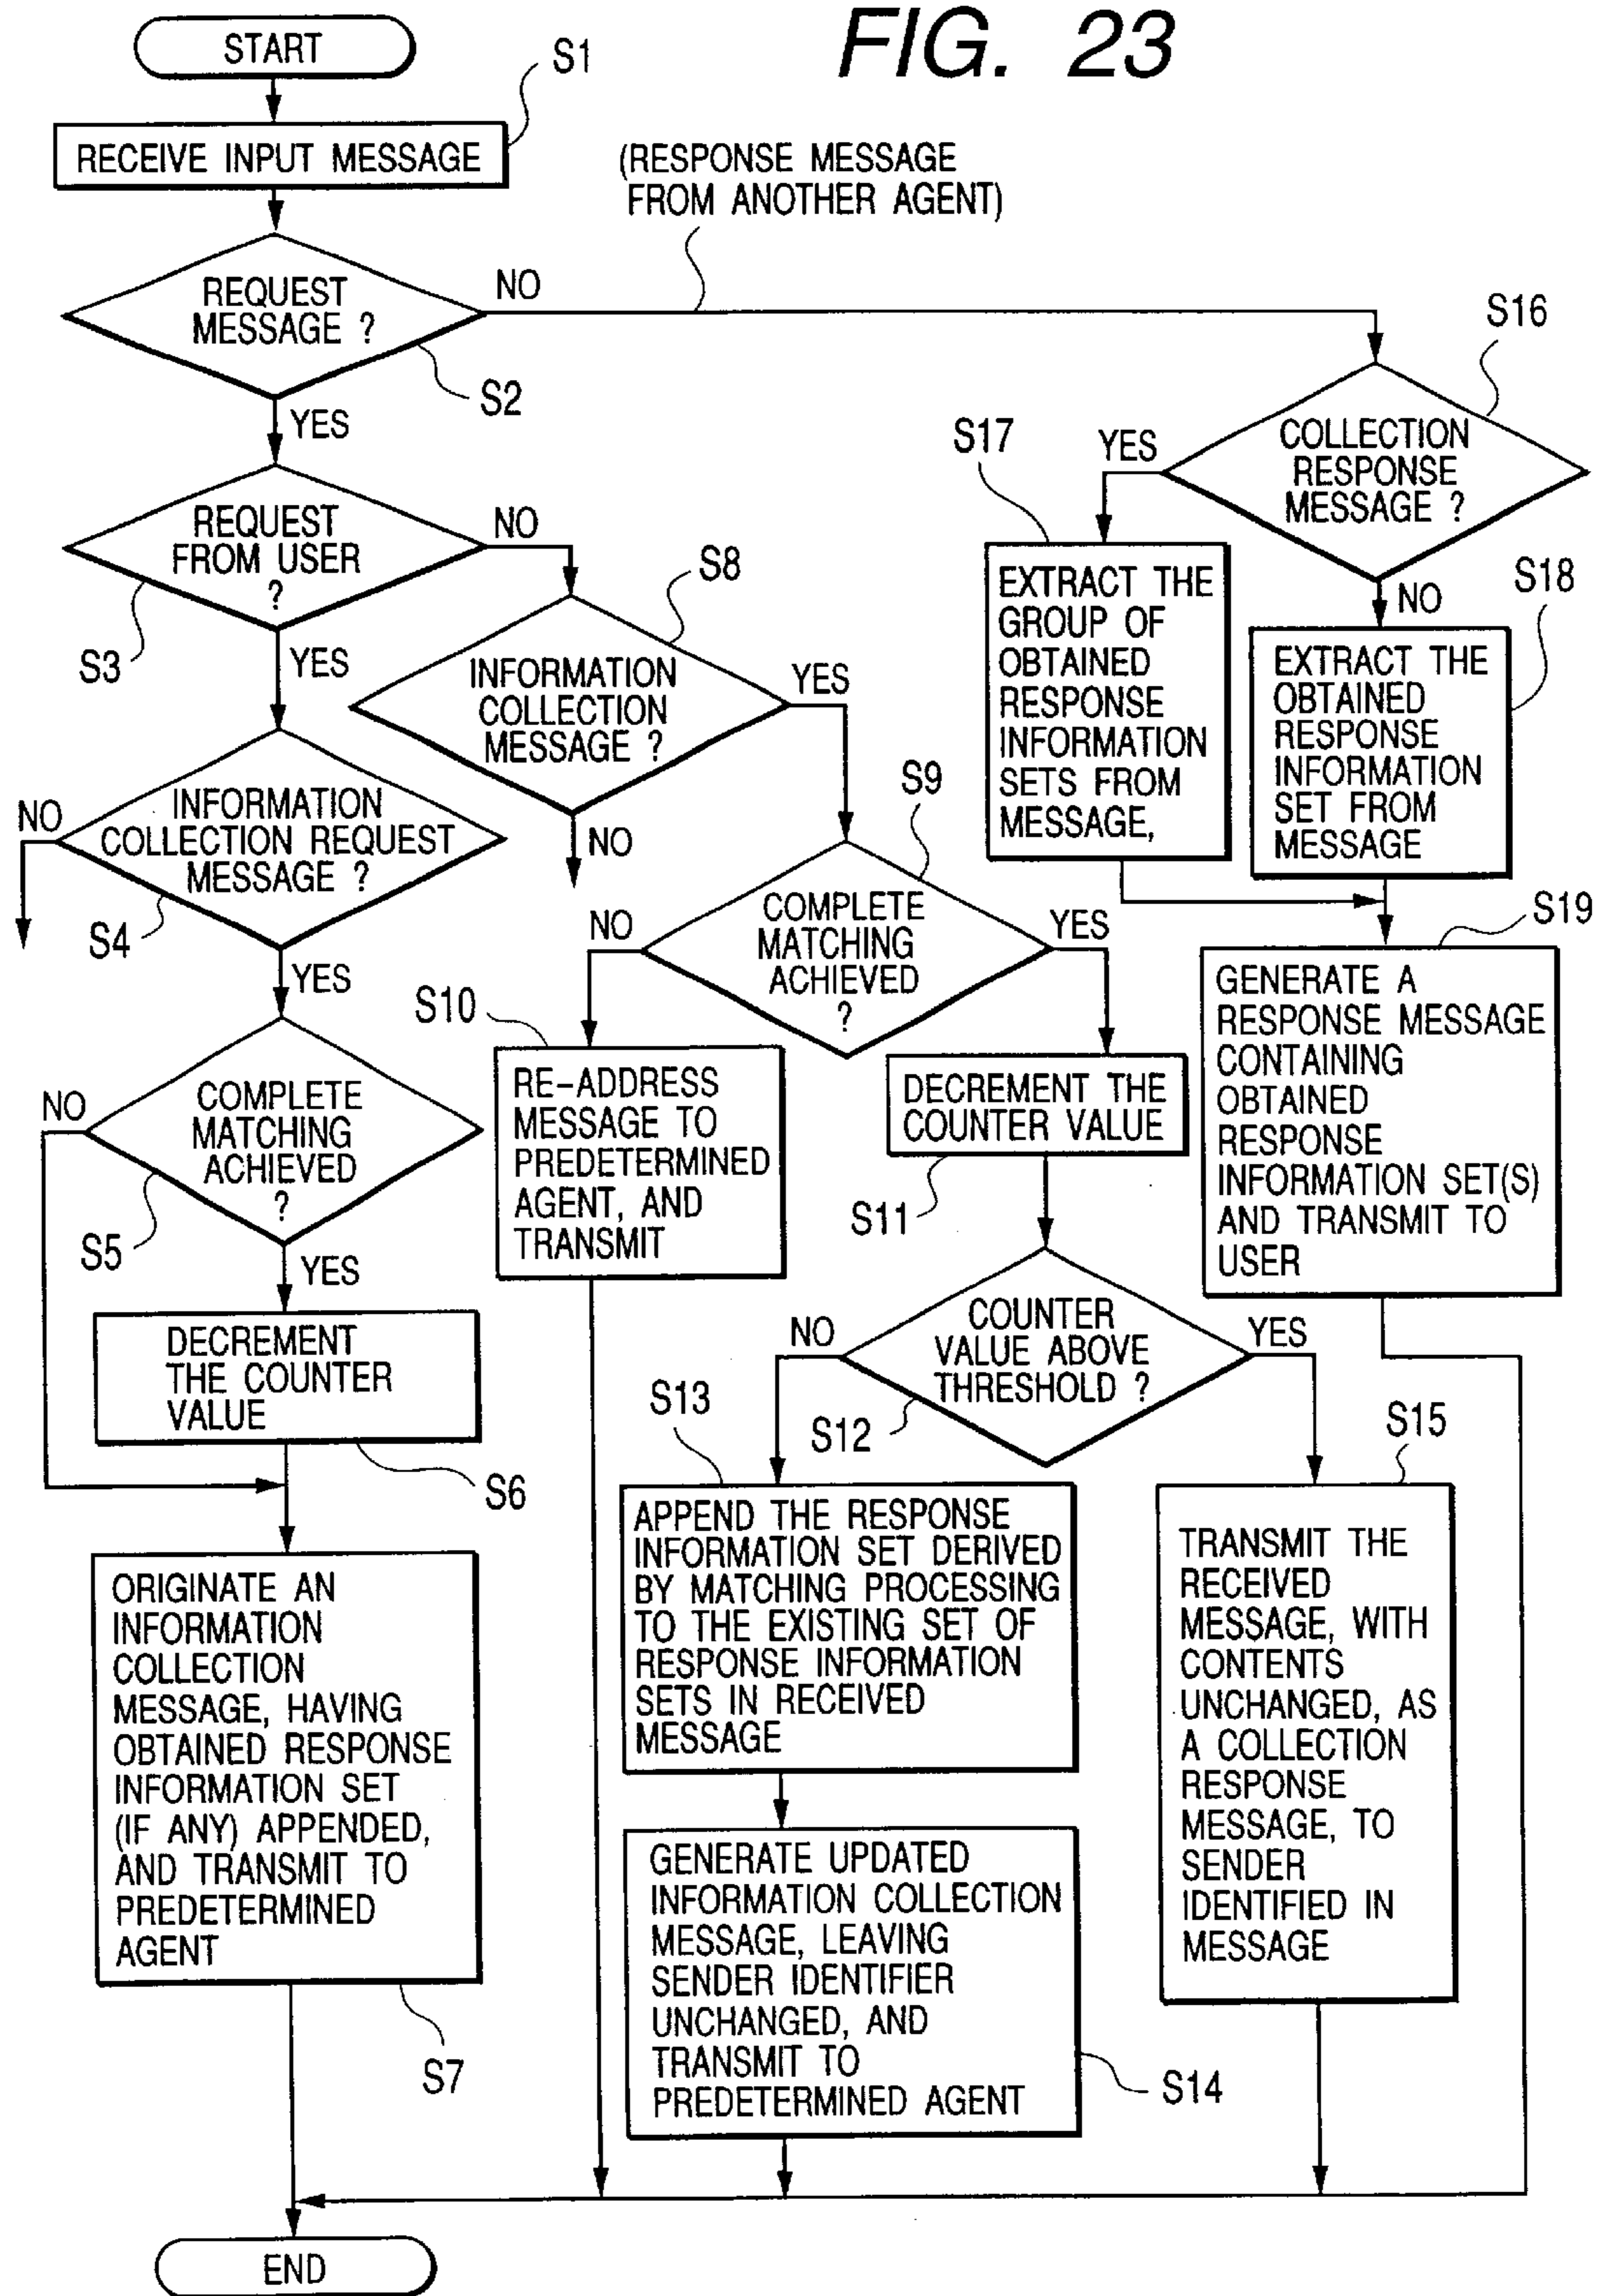 FIG. 23
START
S1
RECEIVE INPUT MESSAGE
(RESPONSE MESSAGE
FROM ANOTHER AGENT)
REQUEST
MESSAGE ?
NO
S2
YES
REQUEST
FROM USER
?
NO
S3
YES
INFORMATION
COLLECTION REQUEST
MESSAGE ?
NO
S4
YES
COMPLETE
MATCHING
ACHIEVED
?
NO
S5
YES
DECREMENT
THE COUNTER
VALUE
S6
ORIGINATE AN
INFORMATION
COLLECTION
MESSAGE, HAVING
OBTAINED RESPONSE
INFORMATION SET
(IF ANY) APPENDED,
AND TRANSMIT TO
PREDETERMINED
AGENT
S7
S8
INFORMATION
COLLECTION
MESSAGE ?
YES
NO
S9
COMPLETE
MATCHING
ACHIEVED
?
NO
YES
S10
RE-ADDRESS
MESSAGE TO
PREDETERMINED
AGENT, AND
TRANSMIT
DECREMENT THE
COUNTER VALUE
S11
COUNTER
VALUE ABOVE
THRESHOLD ?
NO
YES
S12
S13
APPEND THE RESPONSE
INFORMATION SET DERIVED
BY MATCHING PROCESSING
TO THE EXISTING SET OF
RESPONSE INFORMATION
SETS IN RECEIVED
MESSAGE
GENERATE UPDATED
INFORMATION COLLECTION
MESSAGE, LEAVING
SENDER IDENTIFIER
UNCHANGED, AND
TRANSMIT TO
PREDETERMINED AGENT
S14
S15
TRANSMIT THE
RECEIVED
MESSAGE, WITH
CONTENTS
UNCHANGED, AS
A COLLECTION
RESPONSE
MESSAGE, TO
SENDER
IDENTIFIED IN
MESSAGE
S16
COLLECTION
RESPONSE
MESSAGE ?
YES
NO
S17
EXTRACT THE
GROUP OF
OBTAINED
RESPONSE
INFORMATION
SETS FROM
MESSAGE,
S18
EXTRACT THE
OBTAINED
RESPONSE
INFORMATION
SET FROM
MESSAGE
S19
GENERATE A
RESPONSE MESSAGE
CONTAINING
OBTAINED
RESPONSE
INFORMATION SET(S)
AND TRANSMIT TO
USER
END